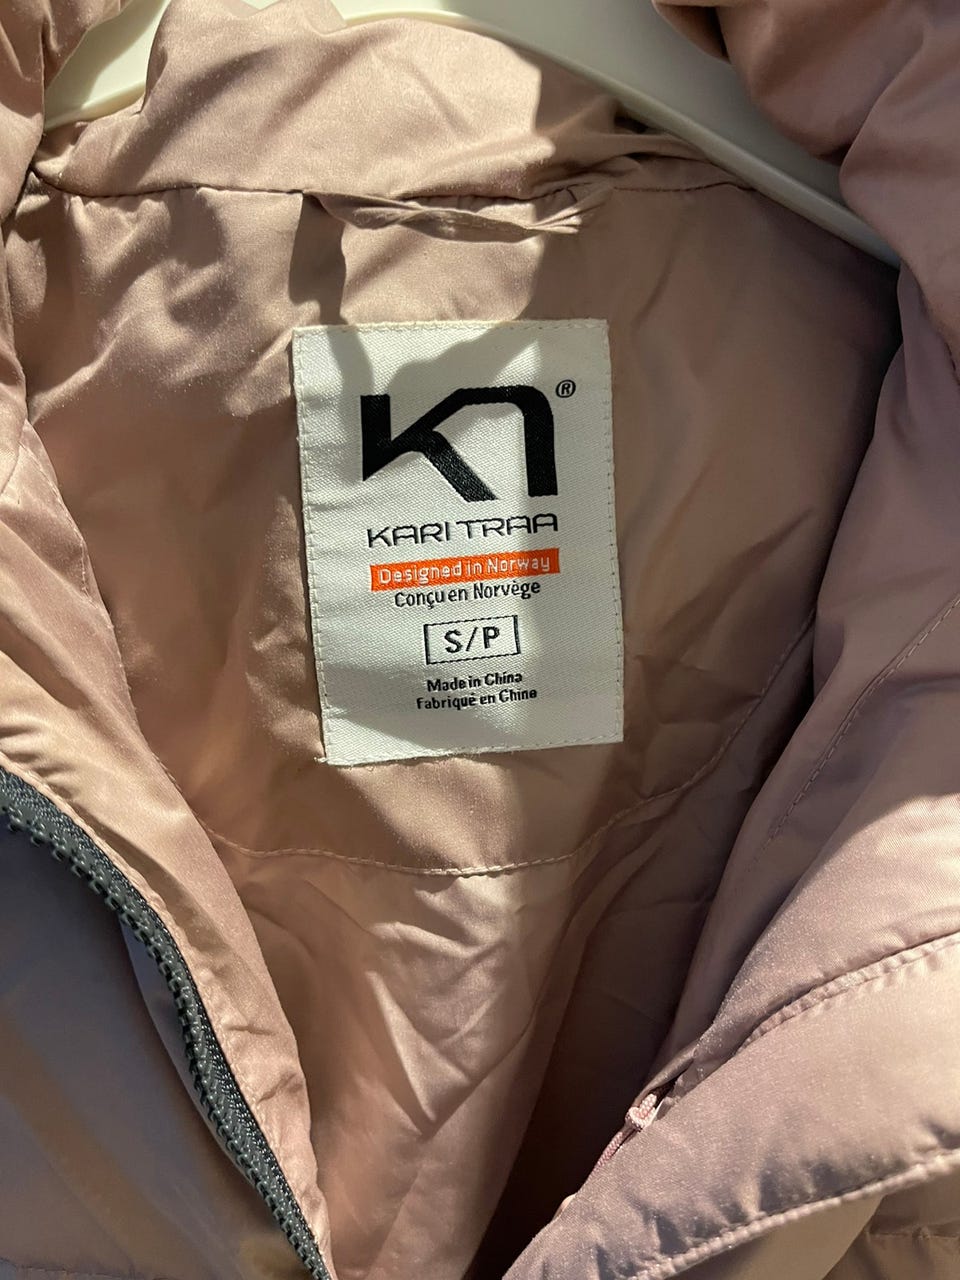 ®
KARI TRAA
Designed in Norway
Conçu en Norvège
S/P
Made in China
Fabriqué en Chine